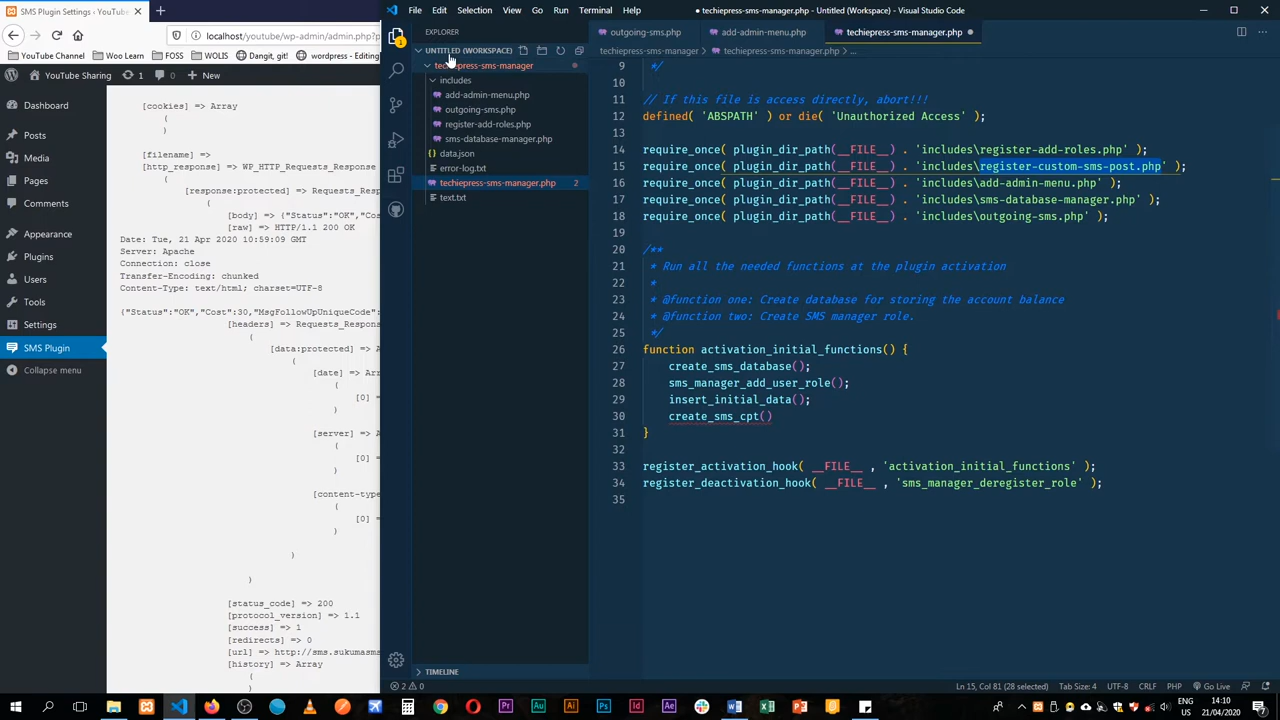 SMS Plugin Settings ‹ YouTube
localhost/youtube/wp-admin/admin.php?p
YouTube Channel Woo Learn FOSS WOLIS Dangit, git! wordpress - Editing
YouTube Sharing 1 0 + New
Dashboard
Posts
Media
Pages
Comments
Appearance
Plugins
Users
Tools
Settings
SMS Plugin
Collapse menu
[cookies] => Array
(
)
[filename] =>
[http_response] => WP_HTTP_Requests_Response
(
[response:protected] => Requests_Respo
(
[body] => {"Status":"OK","Cos
[raw] => HTTP/1.1 200 OK
Date: Tue, 21 Apr 2020 10:59:09 GMT
Server: Apache
Connection: close
Transfer-Encoding: chunked
Content-Type: text/html; charset=UTF-8
{"Status":"OK","Cost":30,"MsgFollowUpUniqueCode":
[headers] => Requests_Respons
(
[data:protected] => A
(
[date] => Arr
(
[0] =
)
[server] => A
(
[0] =
)
[content-type
(
[0] =
)
)
)
[status_code] => 200
[protocol_version] => 1.1
[success] => 1
[redirects] => 0
[url] => http://sms.sukumasms
[history] => Array
(
)
File Edit Selection View Go Run Terminal Help
● techiepress-sms-manager.php - Untitled (Workspace) - Visual Studio Code
EXPLORER
UNTITLED (WORKSPACE)
techiepress-sms-manager
includes
add-admin-menu.php
outgoing-sms.php
register-add-roles.php
sms-database-manager.php
data.json
error-log.txt
techiepress-sms-manager.php 2
text.txt
TIMELINE
outgoing-sms.php add-admin-menu.php techiepress-sms-manager.php
techiepress-sms-manager > techiepress-sms-manager.php > ...
9 */
10
11 // If this file is access directly, abort!!!
12 defined( 'ABSPATH' ) or die( 'Unauthorized Access' );
13
14 require_once( plugin_dir_path(__FILE__) . 'includes\register-add-roles.php' );
15 require_once( plugin_dir_path(__FILE__) . 'includes\register-custom-sms-post.php' );
16 require_once( plugin_dir_path(__FILE__) . 'includes\add-admin-menu.php' );
17 require_once( plugin_dir_path(__FILE__) . 'includes\sms-database-manager.php' );
18 require_once( plugin_dir_path(__FILE__) . 'includes\outgoing-sms.php' );
19
20 /**
21 * Run all the needed functions at the plugin activation
22 *
23 * @function one: Create database for storing the account balance
24 * @function two: Create SMS manager role.
25 */
26 function activation_initial_functions() {
27 create_sms_database();
28 sms_manager_add_user_role();
29 insert_initial_data();
30 create_sms_cpt()
31 }
32
33 register_activation_hook( __FILE__ , 'activation_initial_functions' );
34 register_deactivation_hook( __FILE__ , 'sms_manager_deregister_role' );
35
2 0
Ln 15, Col 81 (28 selected) Tab Size: 4 UTF-8 CRLF PHP Go Live
Pr Au Ai Ps Id Ae
ENG
14:10
21/04/2020